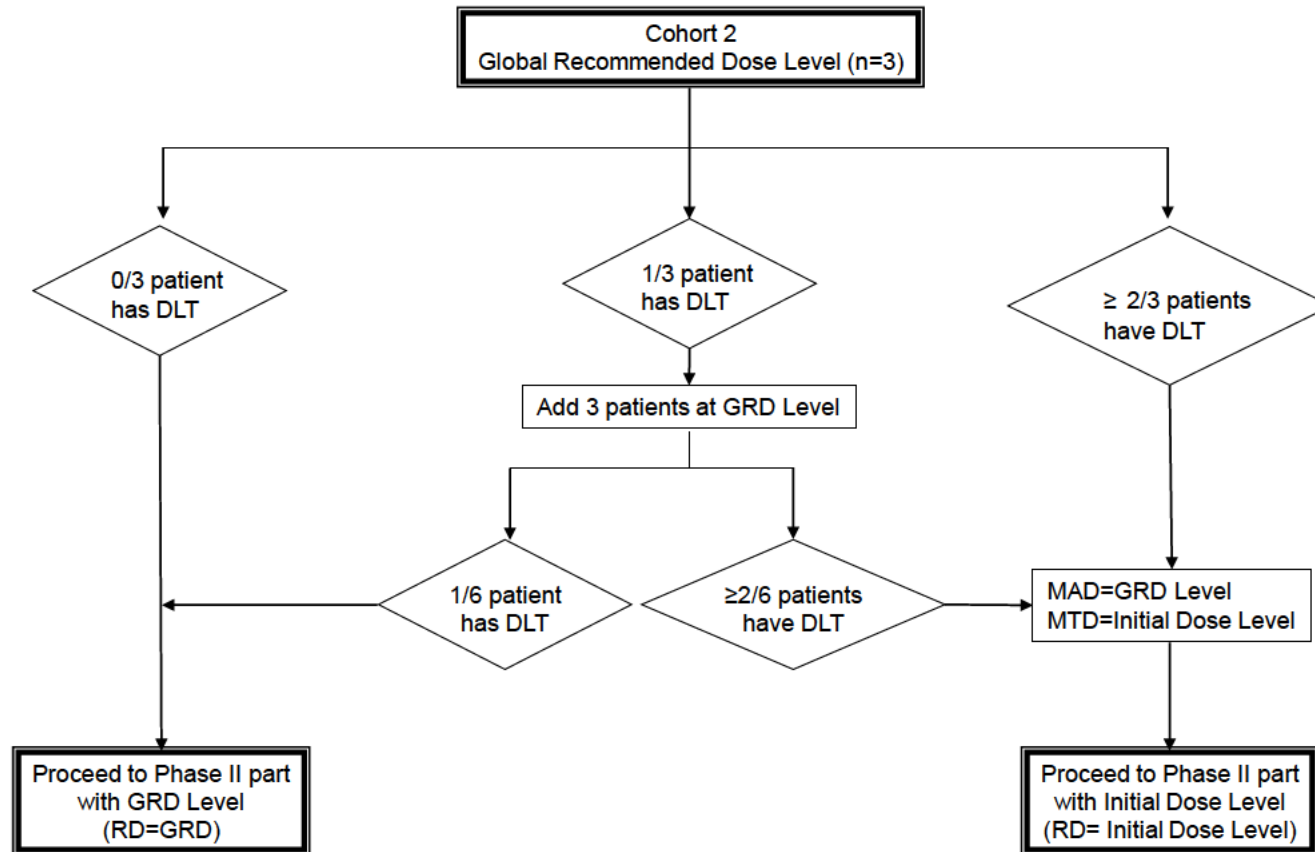 Cohort 2
Global Recommended Dose Level (n=3)
0/3 patient
has DLT
1/3 patient
has DLT
≥ 2/3 patients
have DLT
Add 3 patients at GRD Level
1/6 patient
has DLT
≥2/6 patients
have DLT
MAD=GRD Level
MTD=Initial Dose Level
Proceed to Phase II part
with GRD Level
(RD=GRD)
Proceed to Phase II part
with Initial Dose Level
(RD= Initial Dose Level)